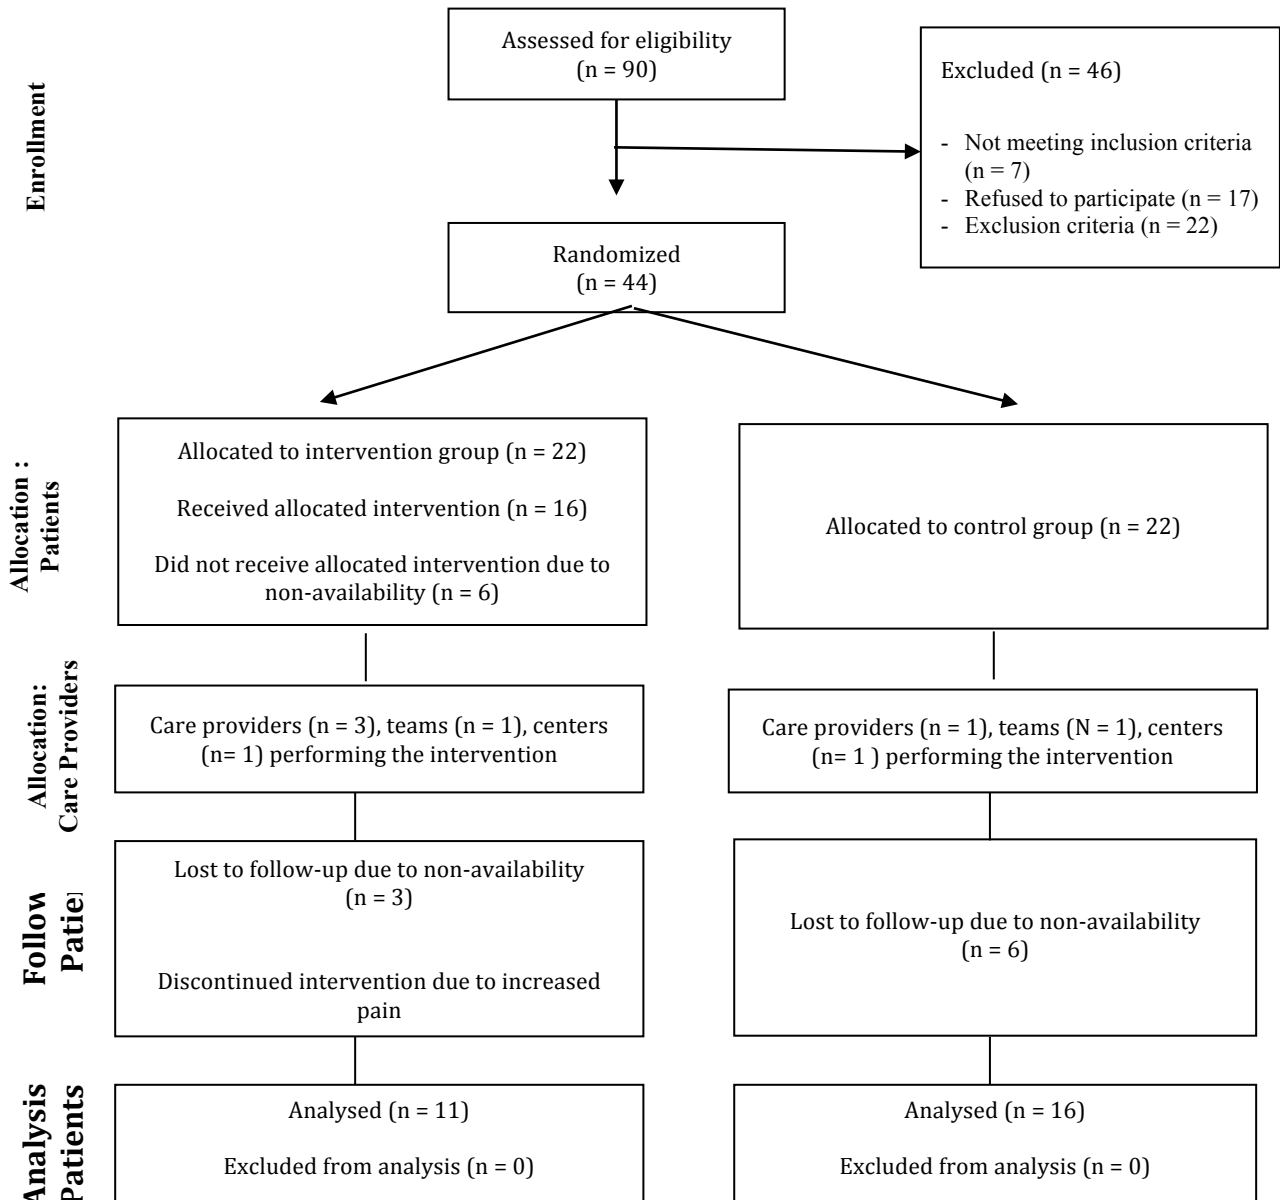 Assessed for eligibility
(n = 90)
Excluded (n = 46)
- Not meeting inclusion criteria
(n = 7)
- Refused to participate (n = 17)
- Exclusion criteria (n = 22)
Enrollment
Randomized
(n = 44)
Allocation :
Patients
Allocated to intervention group (n = 22)
Received allocated intervention (n = 16)
Did not receive allocated intervention due to
non-availability (n = 6)
Allocated to control group (n = 22)
Allocation:
Care Providers
Care providers (n = 3), teams (n = 1), centers
(n= 1) performing the intervention
Care providers (n = 1), teams (N = 1), centers
(n= 1 ) performing the intervention
Follow
Lost to follow-up due to non-availability
(n = 3)
Discontinued intervention due to increased
pain
Lost to follow-up due to non-availability
(n = 6)
Analysis
Patients
Analysed (n = 11)
Excluded from analysis (n = 0)
Analysed (n = 16)
Excluded from analysis (n = 0)